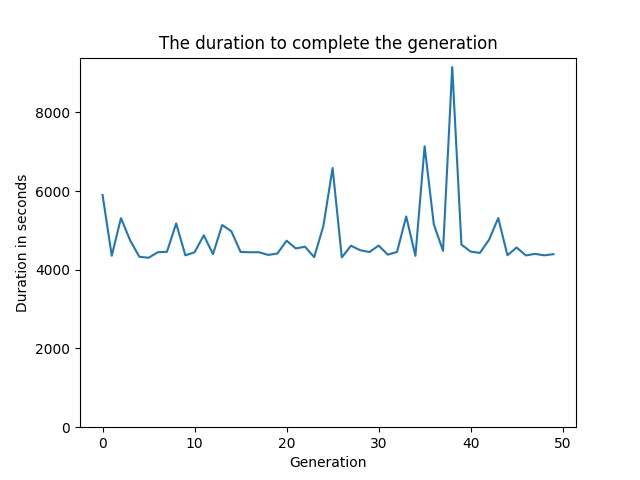 The duration to complete the generation
8000
6000
4000
2000
0
Duration in seconds
0 10 20 30 40 50
Generation